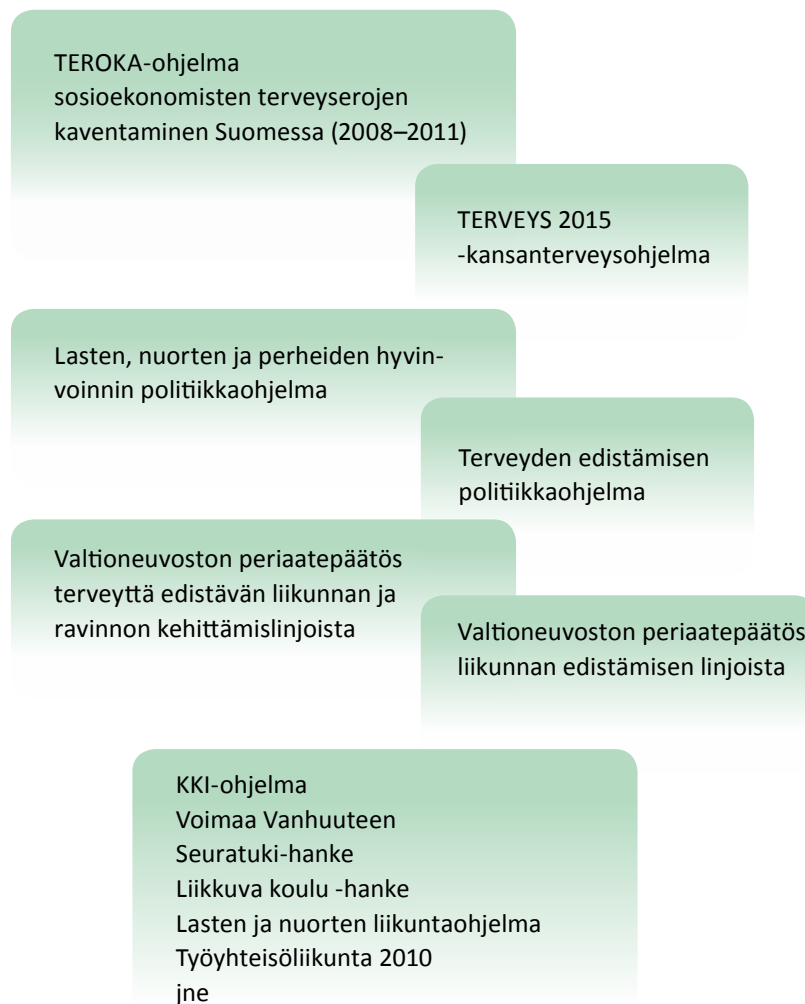 TEROKA-ohjelma
sosioekonomisten terveyserojen
kaventaminen Suomessa (2008–2011)
TERVEYS 2015
-kansanterveysohjelma
Lasten, nuorten ja perheiden hyvin-
voinnin politiikkaohjelma
Terveyden edistämisen
politiikkaohjelma
Valtioneuvoston periaatepäätös
terveyttä edistävän liikunnan ja
ravinnon kehittämislinjoista
Valtioneuvoston periaatepäätös
liikunnan edistämisen linjoista
KKI-ohjelma
Voimaa Vanhuuteen
Seuratuki-hanke
Liikkuva koulu -hanke
Lasten ja nuorten liikuntaohjelma
Työyhteisöliikunta 2010
jne